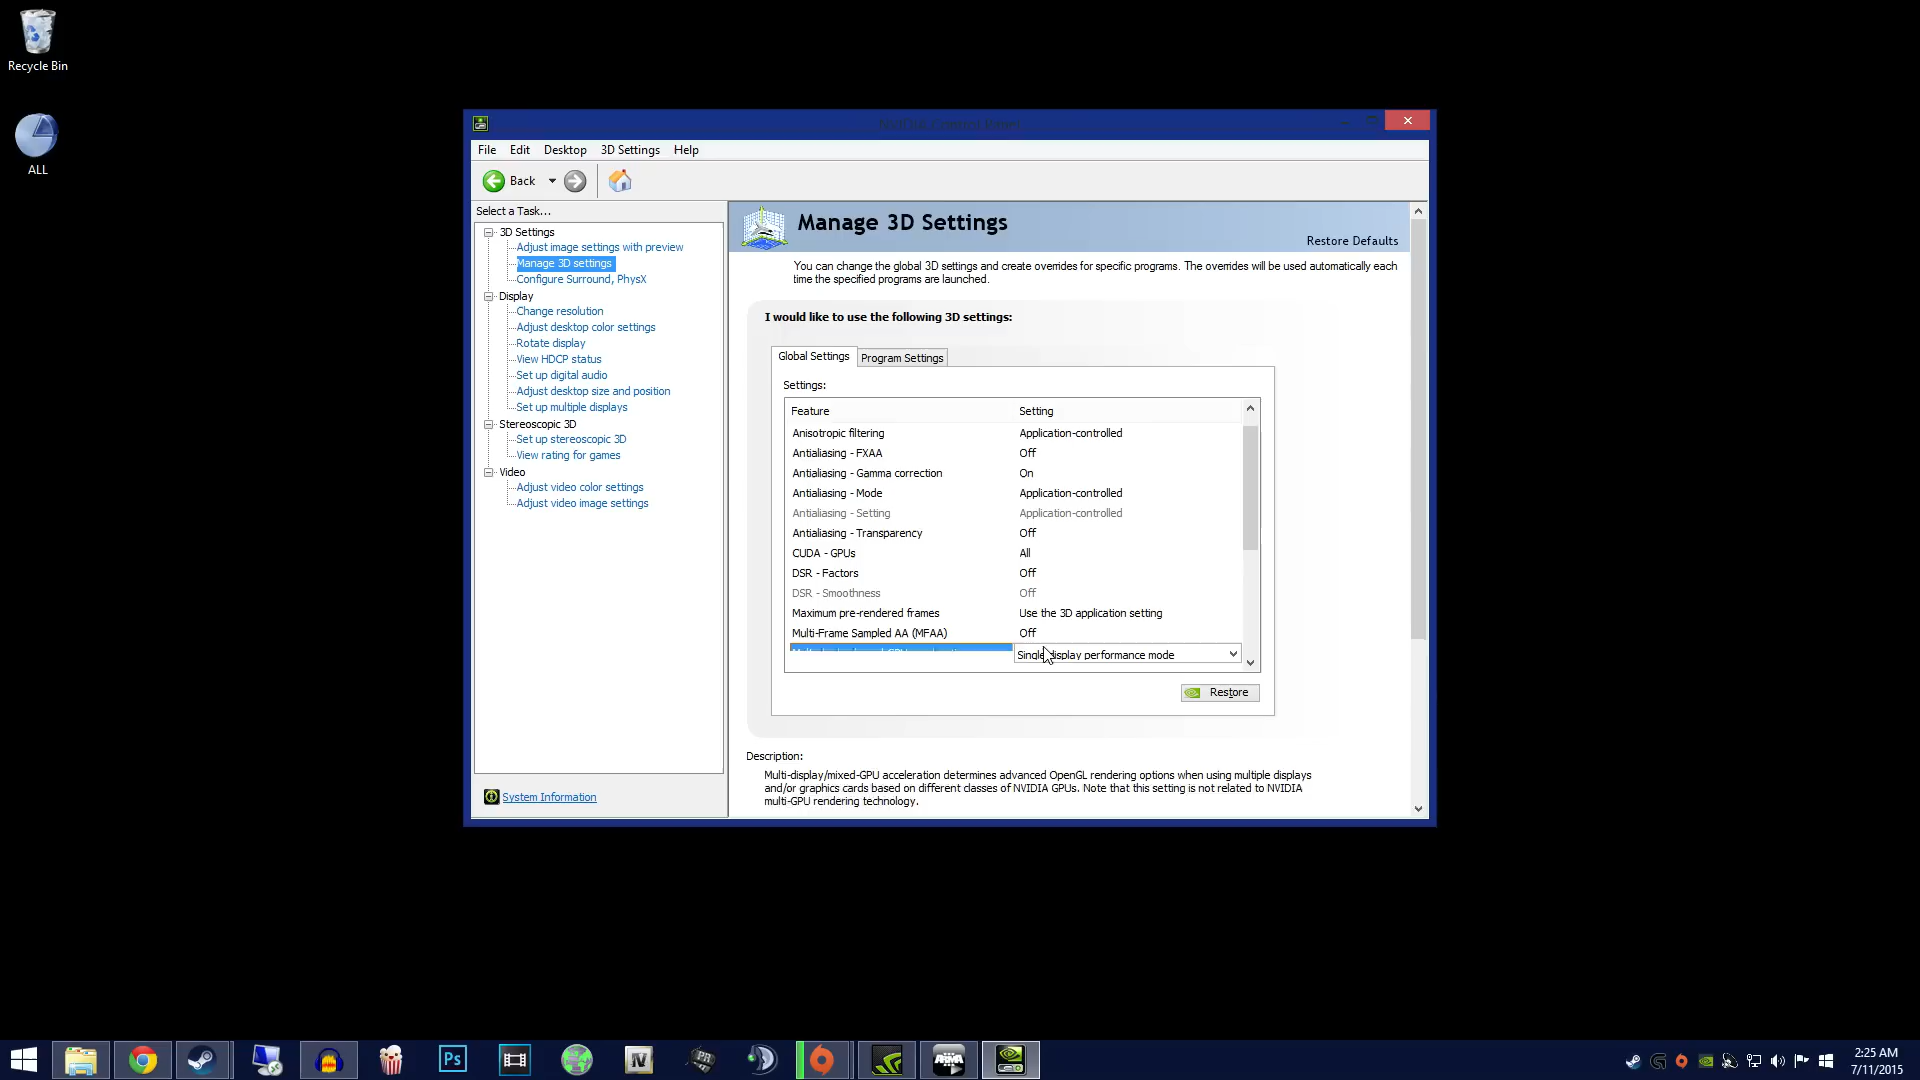 Recycle Bin
ALL
File Edit Desktop 3D Settings Help
Back
Select a Task...
3D Settings
Adjust image settings with preview
Manage 3D settings
Configure Surround, PhysX
Display
Change resolution
Adjust desktop color settings
Rotate display
View HDCP status
Set up digital audio
Adjust desktop size and position
Set up multiple displays
Stereoscopic 3D
Set up stereoscopic 3D
View rating for games
Video
Adjust video color settings
Adjust video image settings
System Information
Manage 3D Settings
Restore Defaults
You can change the global 3D settings and create overrides for specific programs. The overrides will be used automatically each
time the specified programs are launched.
I would like to use the following 3D settings:
Global Settings Program Settings
Settings:
Feature Setting
Anisotropic filtering Application-controlled
Antialiasing - FXAA Off
Antialiasing - Gamma correction On
Antialiasing - Mode Application-controlled
Antialiasing - Setting Application-controlled
Antialiasing - Transparency Off
CUDA - GPUs All
DSR - Factors Off
DSR - Smoothness Off
Maximum pre-rendered frames Use the 3D application setting
Multi-Frame Sampled AA (MFAA) Off
Single display performance mode
Restore
Description:
Multi-display/mixed-GPU acceleration determines advanced OpenGL rendering options when using multiple displays
and/or graphics cards based on different classes of NVIDIA GPUs. Note that this setting is not related to NVIDIA
multi-GPU rendering technology.
Ps
IV
PR
ARMA
2:25 AM
7/11/2015